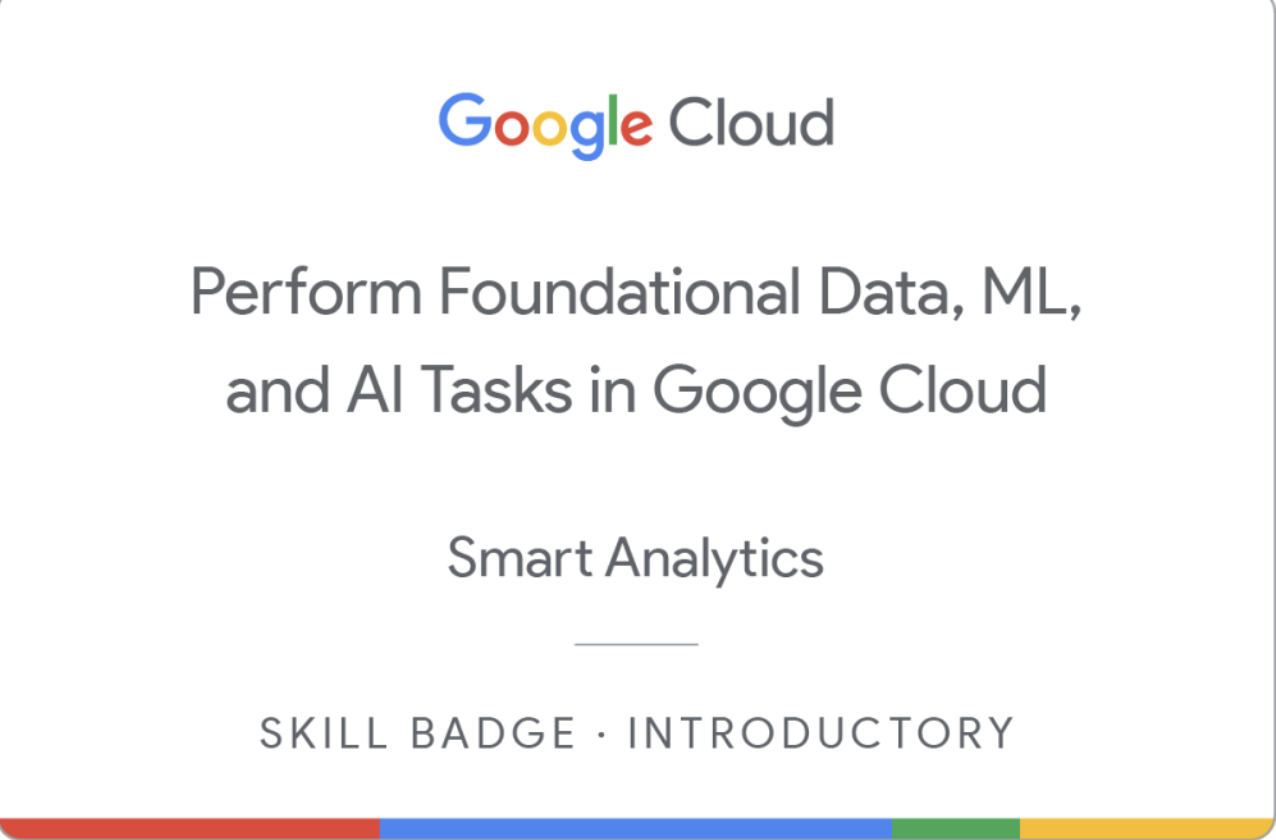 Google Cloud
Perform Foundational Data, ML,
and AI Tasks in Google Cloud
Smart Analytics
SKILL BADGE · INTRODUCTORY